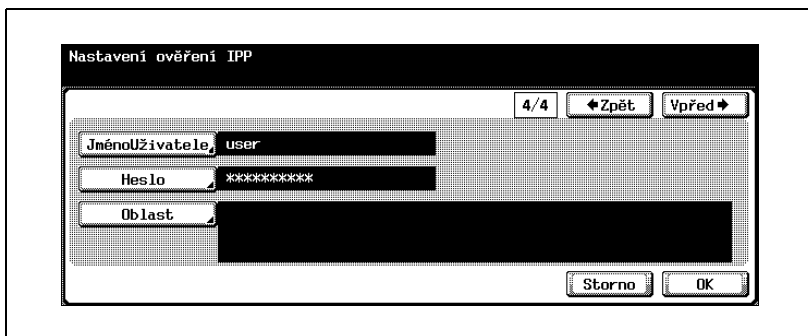 Nastavení ověření IPP
4/4 Zpět Vpřed
JménoUživatele user
Heslo **********
Oblast
Storno OK